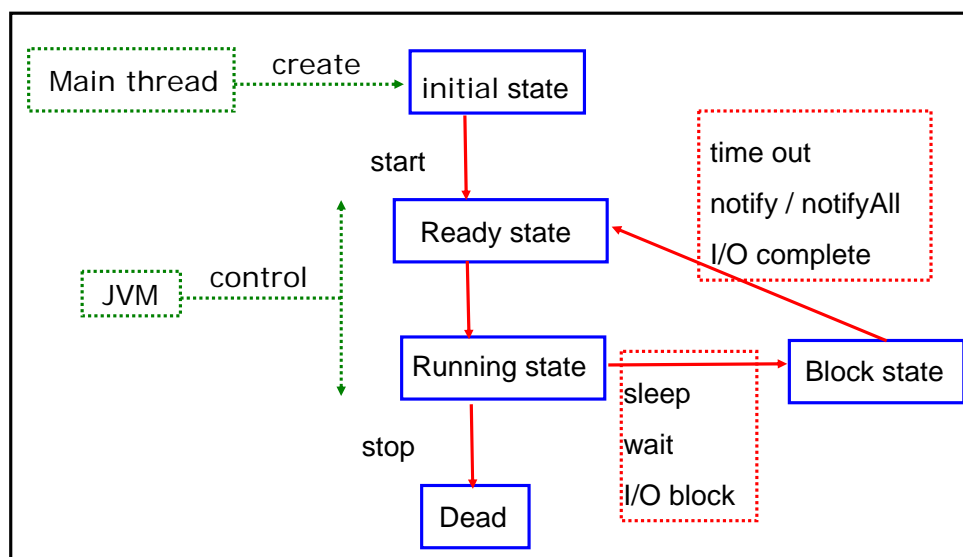 Main thread
create
initial state
start
time out
notify / notifyAll
I/O complete
Ready state
JVM
control
Running state
Block state
sleep
wait
I/O block
stop
Dead